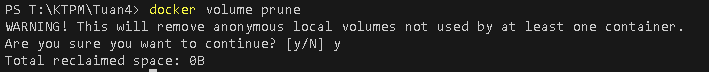 PS T:\KTPM\Tuan4> docker volume prune
WARNING! This will remove anonymous local volumes not used by at least one container.
Are you sure you want to continue? [y/N] y
Total reclaimed space: 0B